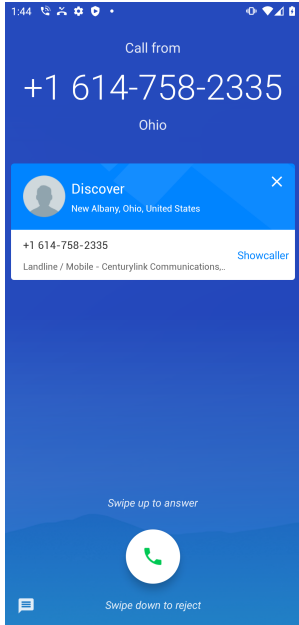 1:44
Call from
+1 614-758-2335
Ohio
Discover
New Albany, Ohio, United States
+1 614-758-2335
Landline / Mobile - Centurylink Communications,..
Showcaller
Swipe up to answer
Swipe down to reject